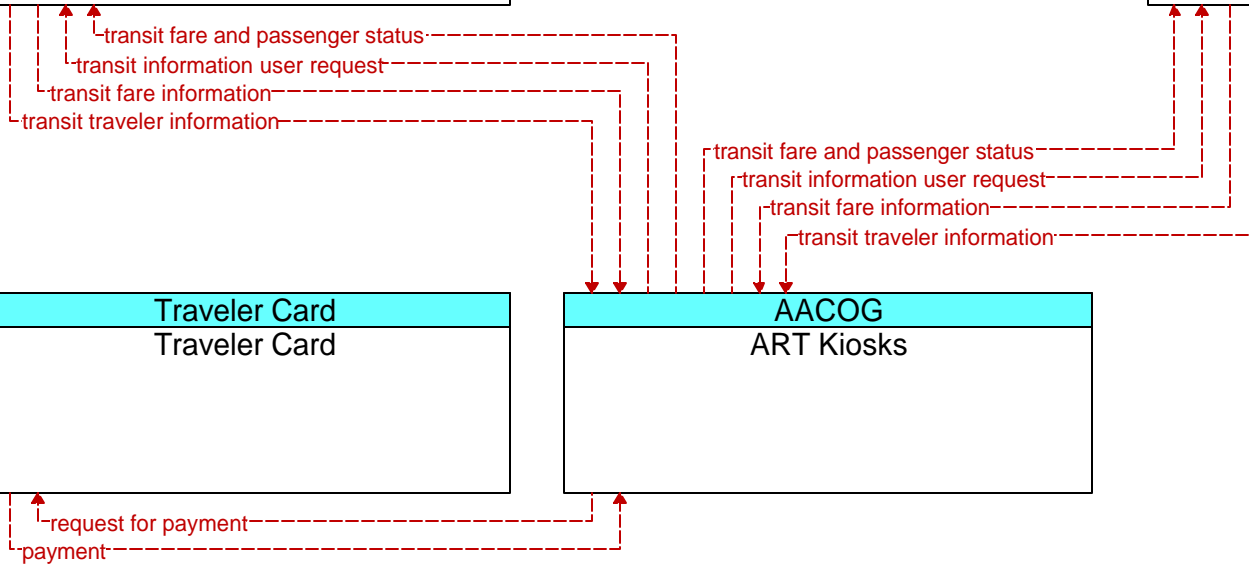 transit fare and passenger status
transit information user request
transit fare information
transit traveler information
transit fare and passenger status
transit information user request
transit fare information
transit traveler information
Traveler Card
Traveler Card
AACOG
ART Kiosks
request for payment
payment